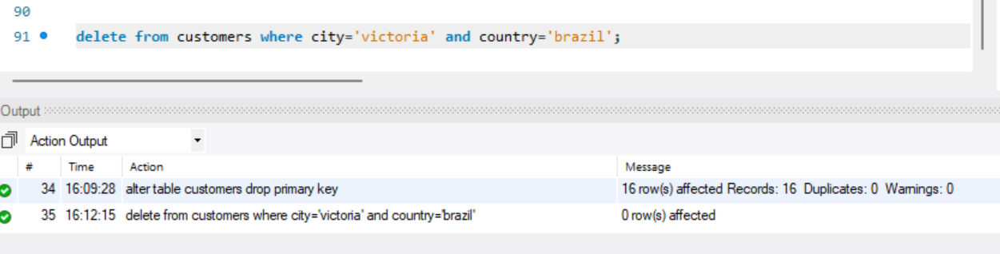 90
91 delete from customers where city='victoria' and country='brazil';
Output
Action Output
# Time Action Message
34 16:09:28 alter table customers drop primary key 16 row(s) affected Records: 16 Duplicates: 0 Warnings: 0
35 16:12:15 delete from customers where city='victoria' and country='brazil' 0 row(s) affected